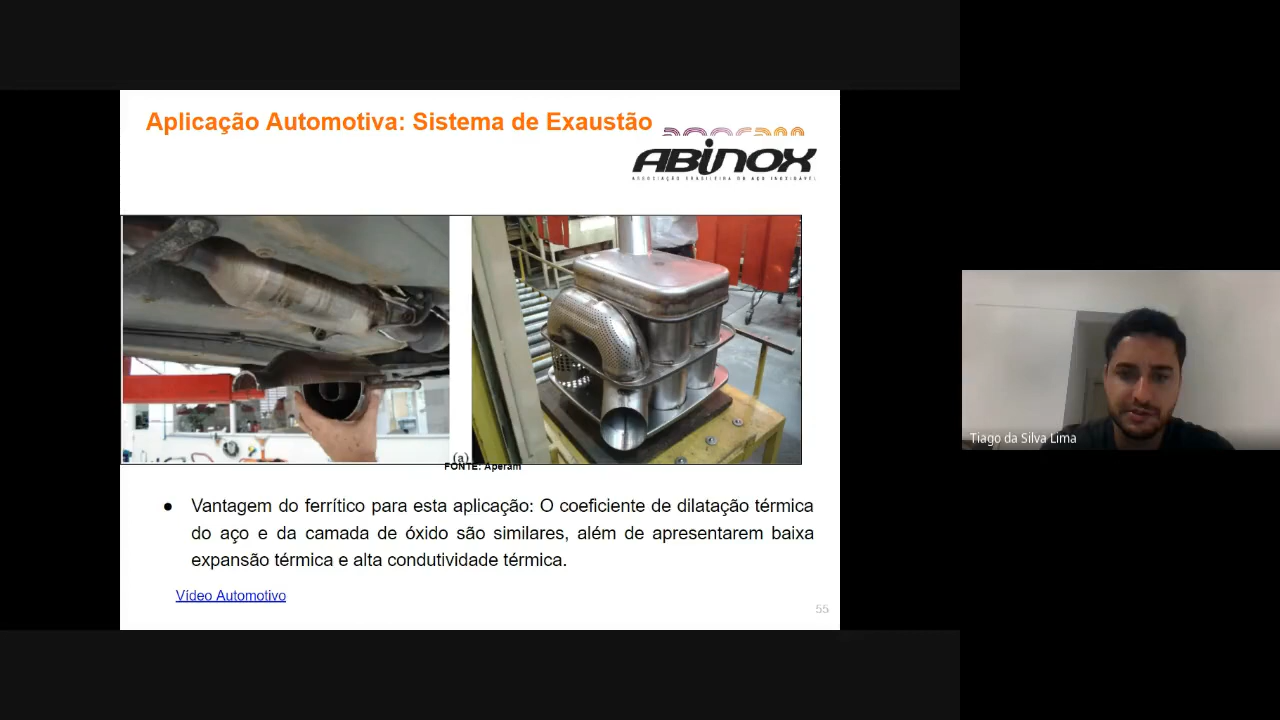 Aplicação Automotiva: Sistema de Exaustão
aperam
ABINOX
ASSOCIAÇÃO BRASILEIRA DO AÇO INOXIDÁVEL
(a)
FONTE: Aperam
● Vantagem do ferrítico para esta aplicação: O coeficiente de dilatação térmica
do aço e da camada de óxido são similares, além de apresentarem baixa
expansão térmica e alta condutividade térmica.
Vídeo Automotivo
55
Tiago da Silva Lima